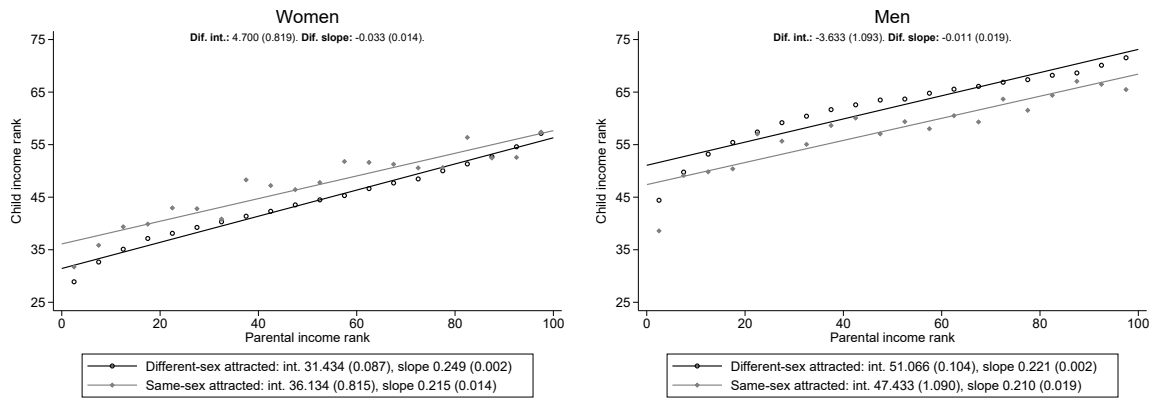 Women
Dif. int.: 4.700 (0.819). Dif. slope: -0.033 (0.014).
75
65
55
45
35
25
Child income rank
0 20 40 60 80 100
Parental income rank
Different-sex attracted: int. 31.434 (0.087), slope 0.249 (0.002)
Same-sex attracted: int. 36.134 (0.815), slope 0.215 (0.014)
Men
Dif. int.: -3.633 (1.093). Dif. slope: -0.011 (0.019).
75
65
55
45
35
25
Child income rank
0 20 40 60 80 100
Parental income rank
Different-sex attracted: int. 51.066 (0.104), slope 0.221 (0.002)
Same-sex attracted: int. 47.433 (1.090), slope 0.210 (0.019)